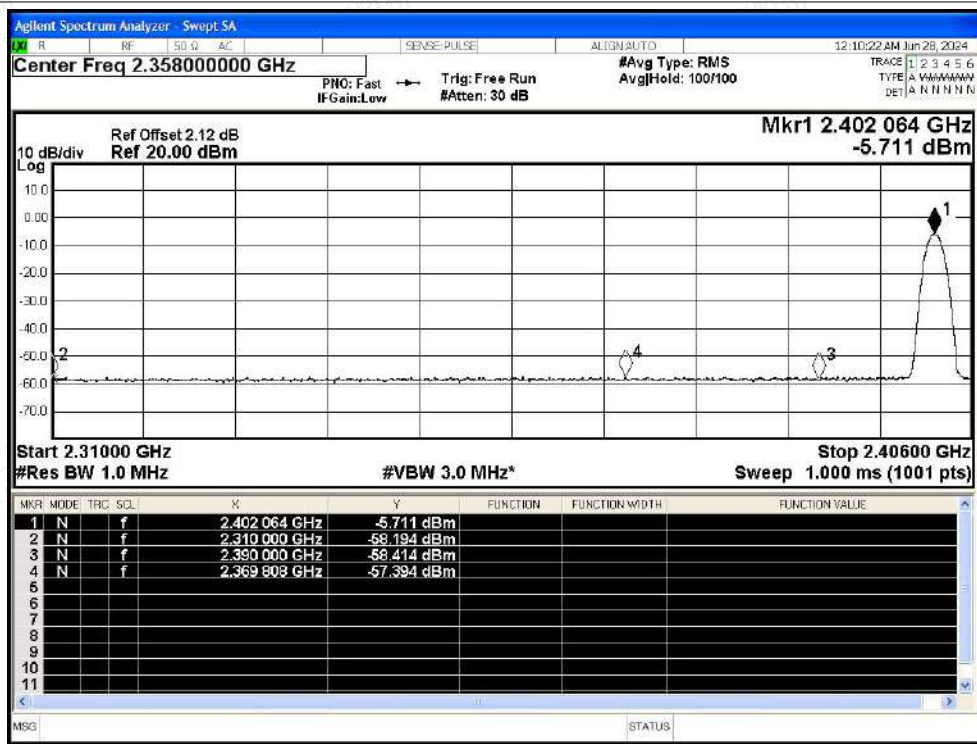 Agilent Spectrum Analyzer - Swept SA
LXI R RF 50 Ω AC SENSE:PULSE ALIGN AUTO 12:10:22 AM Jun 28, 2024
Center Freq 2.358000000 GHz
PNO: Fast
IFGain:Low
Trig: Free Run
#Atten: 30 dB
#Avg Type: RMS
Avg|Hold: 100/100
TRACE 1 2 3 4 5 6
TYPE A WWWWW
DET A N N N N N
Mkr1 2.402 064 GHz
-5.711 dBm
Ref Offset 2.12 dB
10 dB/div Ref 20.00 dBm
Log
10.0
0.00
-10.0
-20.0
-30.0
-40.0
-50.0
-60.0
-70.0
1
2
4
3
Start 2.31000 GHz Stop 2.40600 GHz
#Res BW 1.0 MHz #VBW 3.0 MHz* Sweep 1.000 ms (1001 pts)
MKR MODE TRC SCL X Y FUNCTION FUNCTION WIDTH FUNCTION VALUE
1 N f 2.402 064 GHz -5.711 dBm
2 N f 2.310 000 GHz -58.194 dBm
3 N f 2.390 000 GHz -58.414 dBm
4 N f 2.369 808 GHz -57.394 dBm
5
6
7
8
9
10
11
MSG STATUS